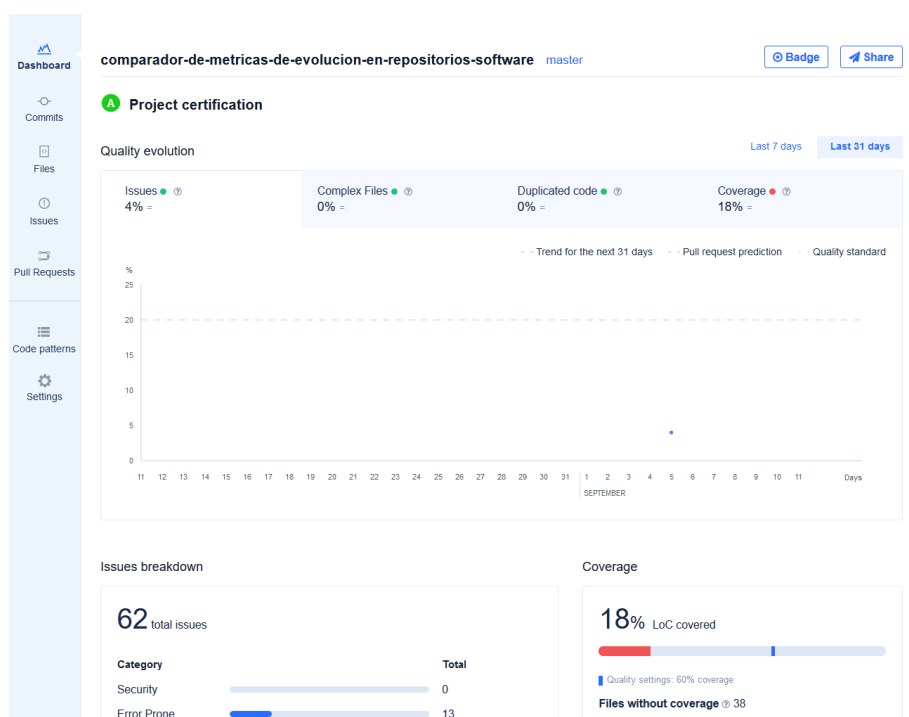 Dashboard
Commits
Files
Issues
Pull Requests
Code patterns
Settings
comparador-de-metricas-de-evolucion-en-repositorios-software master
Badge
Share
A Project certification
Quality evolution
Last 7 days Last 31 days
Issues ?
4% =
Complex Files ?
0% =
Duplicated code ?
0% =
Coverage ?
18% =
- - Trend for the next 31 days - - Pull request prediction - - Quality standard
%
25
20
15
10
5
0
11 12 13 14 15 16 17 18 19 20 21 22 23 24 25 26 27 28 29 30 31 1 2 3 4 5 6 7 8 9 10 11 Days
SEPTEMBER
Issues breakdown
62 total issues
Category Total
Security 0
Error Prone 13
Coverage
18% LoC covered
Quality settings: 60% coverage
Files without coverage ? 38